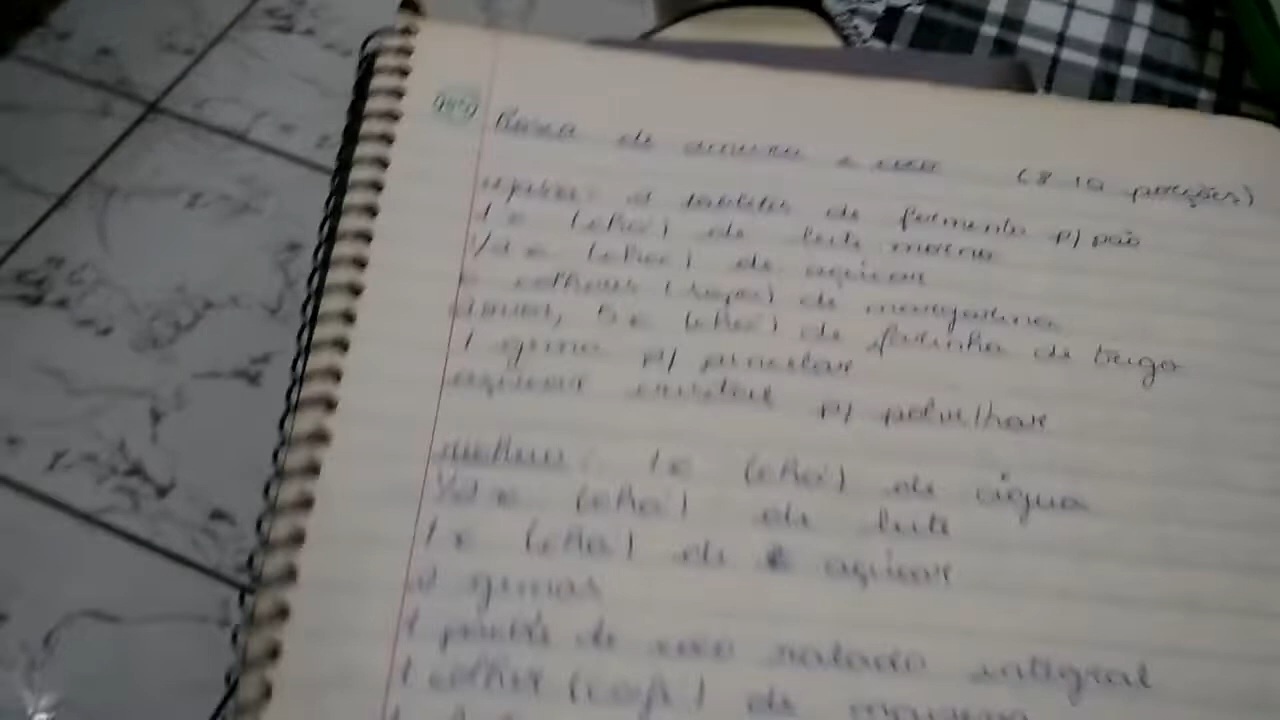 Rosca de e coco (8 10 porções)
2 tabletes de fermento p/ pão
1 x (chá) de leite morno
1/2 x (chá) de açúcar
colheres (sopa) de margarina
5 x (chá) de farinha de trigo
1 gema p/ pincelar
açúcar cristal p/ polvilhar
1 x (chá) de água
1/2 x (chá) de leite
1 x (chá) de açúcar
2 gemas
1 pacote de coco ralado integral
1 colher (sopa) de